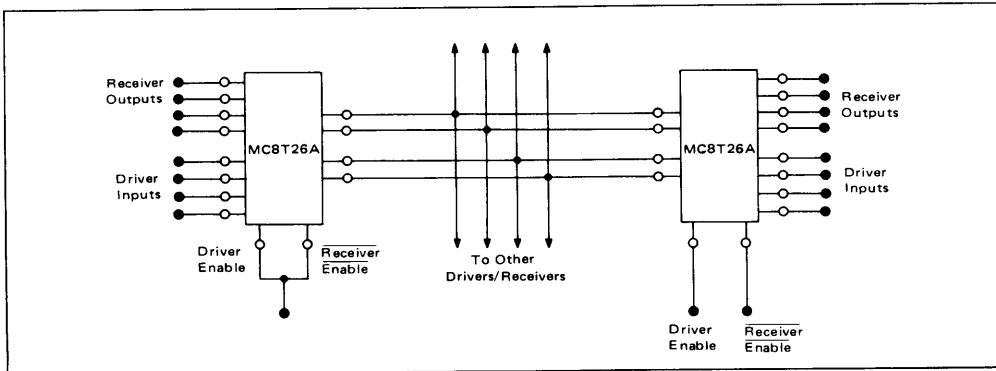 Receiver
Outputs
MC8T26A
Driver
Inputs
Driver
Enable
Receiver
Enable
To Other
Drivers/Receivers
MC8T26A
Receiver
Outputs
Driver
Inputs
Driver
Enable
Receiver
Enable